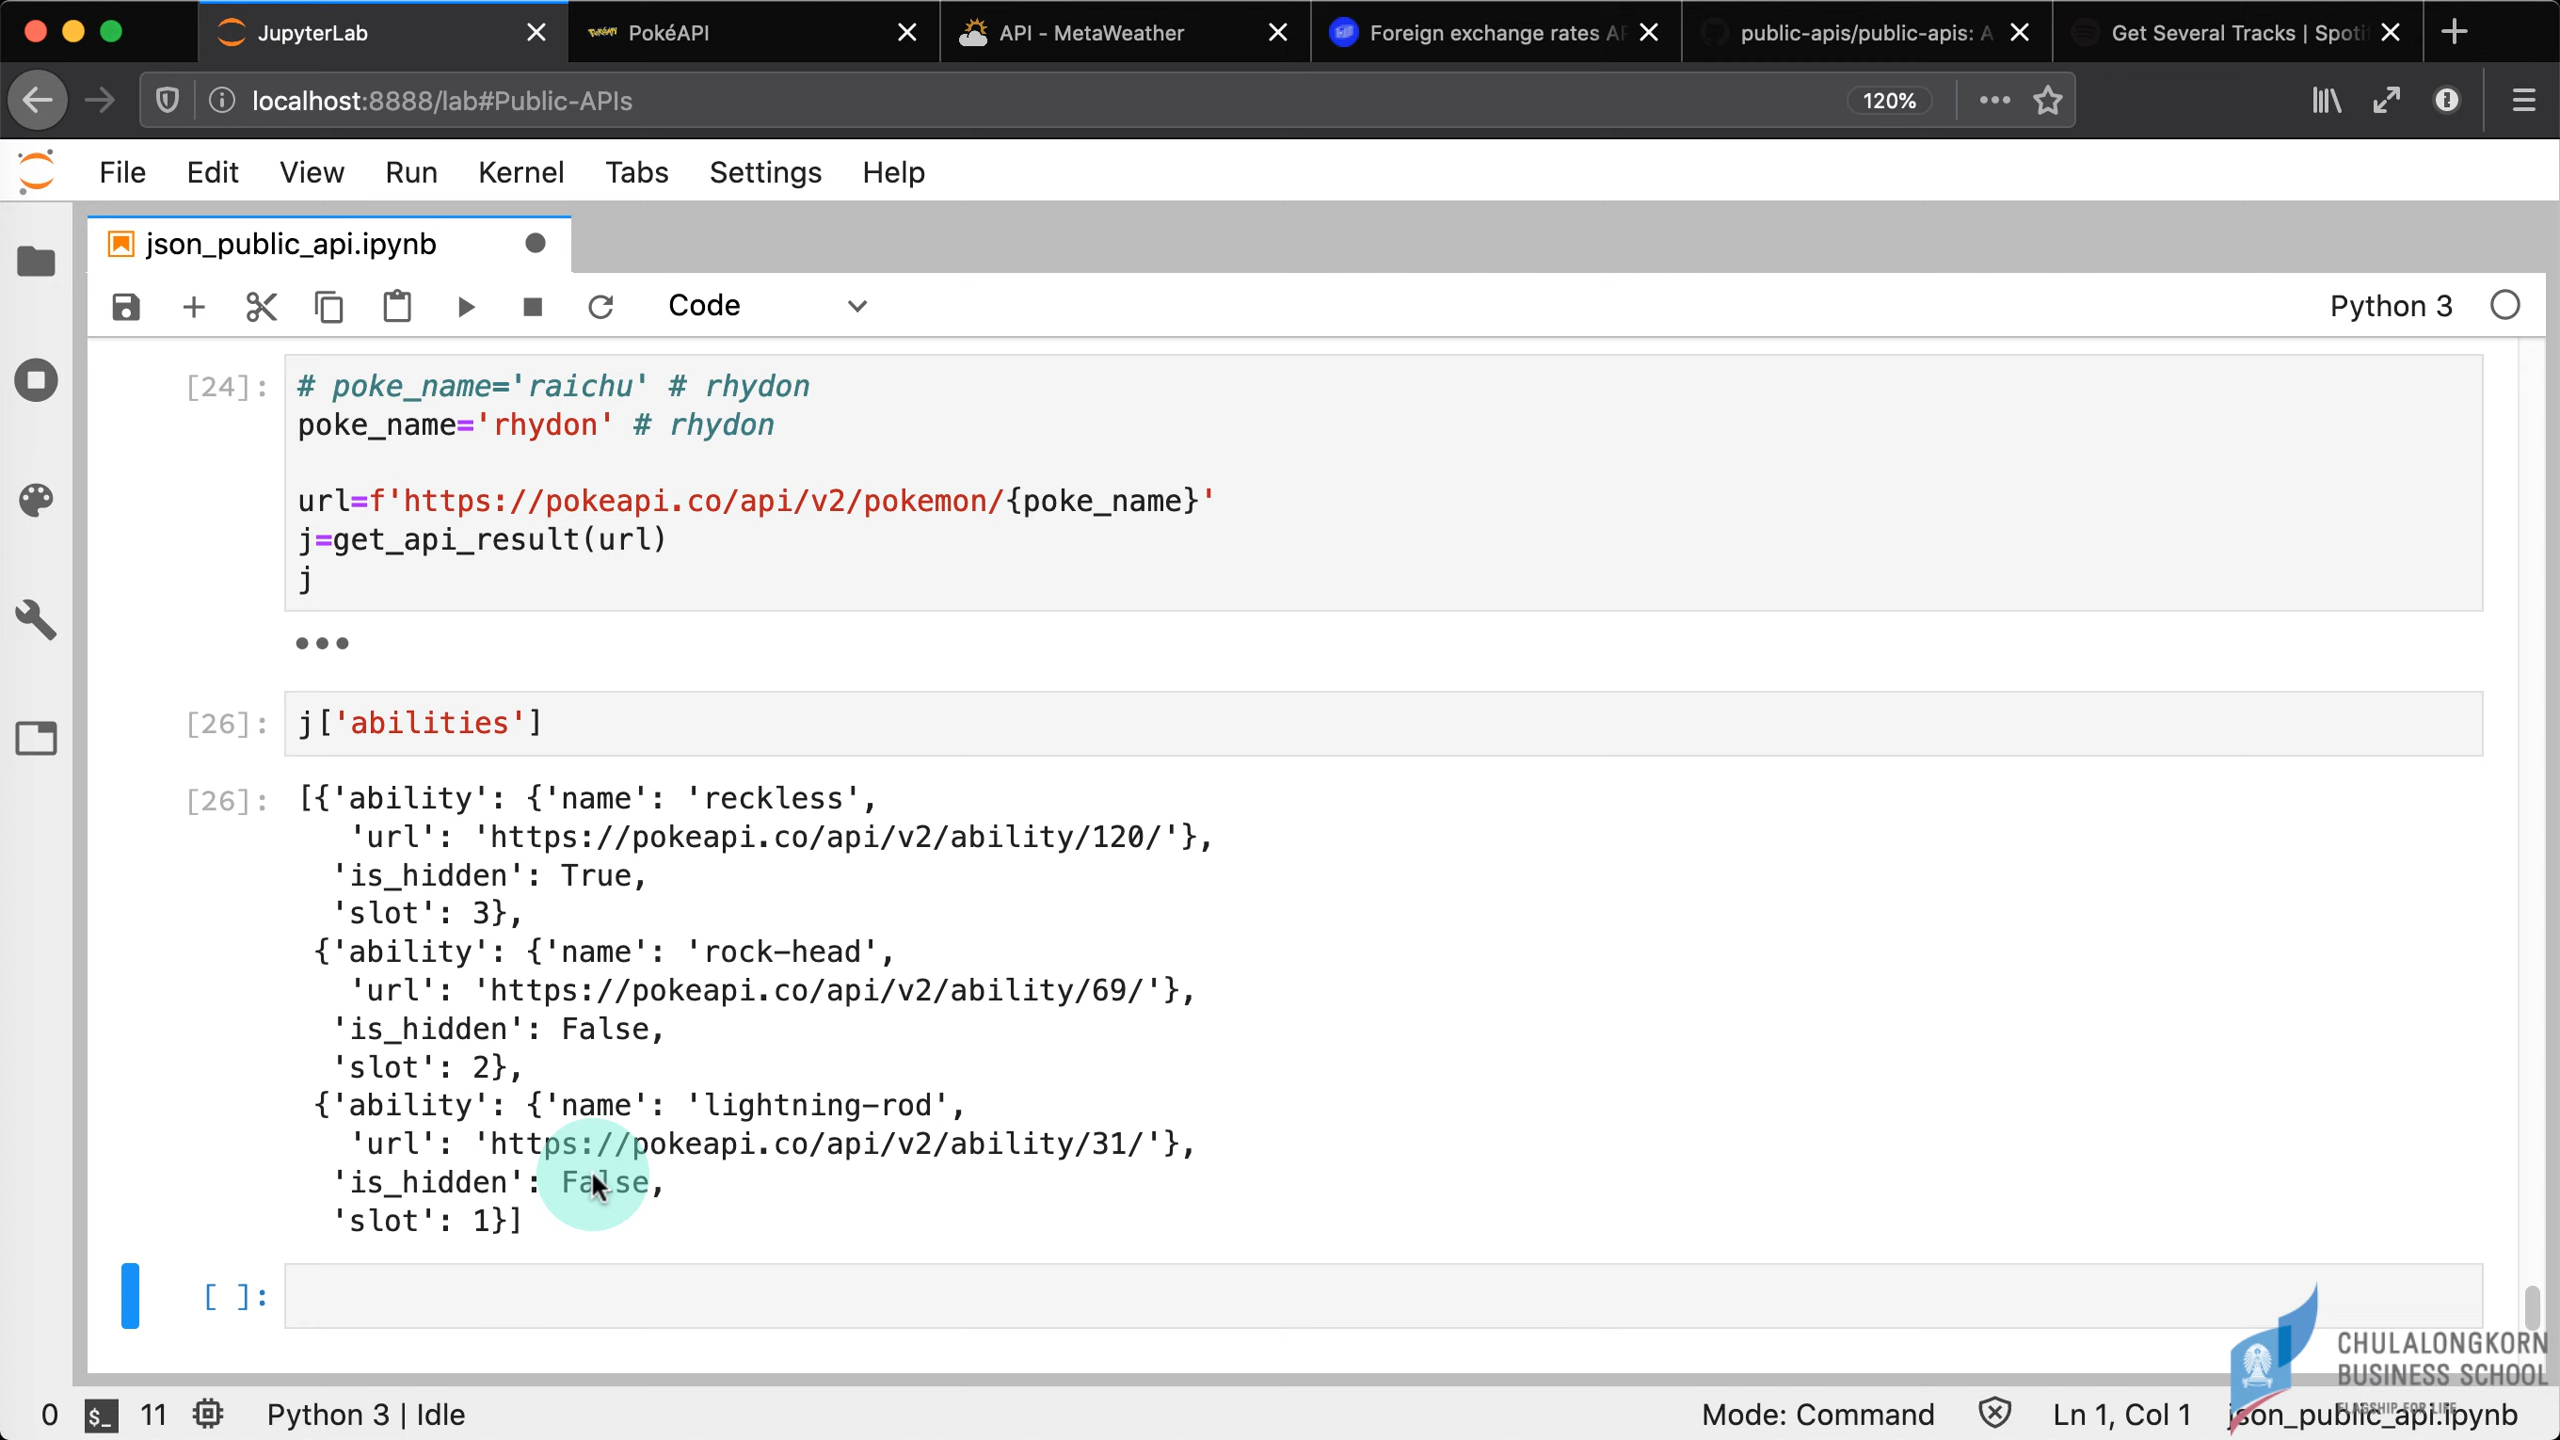 JupyterLab
PokéAPI
API - MetaWeather
Foreign exchange rates AP
public-apis/public-apis: A
Get Several Tracks | Spoti
localhost:8888/lab#Public-APIs
120%
File Edit View Run Kernel Tabs Settings Help
json_public_api.ipynb
Code
Python 3
[24]:
# poke_name='raichu' # rhydon
poke_name='rhydon' # rhydon
url=f'https://pokeapi.co/api/v2/pokemon/{poke_name}'
j=get_api_result(url)
j
[26]:
j['abilities']
[26]:
[{'ability': {'name': 'reckless',
'url': 'https://pokeapi.co/api/v2/ability/120/'},
'is_hidden': True,
'slot': 3},
{'ability': {'name': 'rock-head',
'url': 'https://pokeapi.co/api/v2/ability/69/'},
'is_hidden': False,
'slot': 2},
{'ability': {'name': 'lightning-rod',
'url': 'https://pokeapi.co/api/v2/ability/31/'},
'is_hidden': False,
'slot': 1}]
[ ]:
CHULALONGKORN
BUSINESS SCHOOL
FLAGSHIP FOR LIFE
0 $_ 11 Python 3 | Idle
Mode: Command Ln 1, Col 1 json_public_api.ipynb